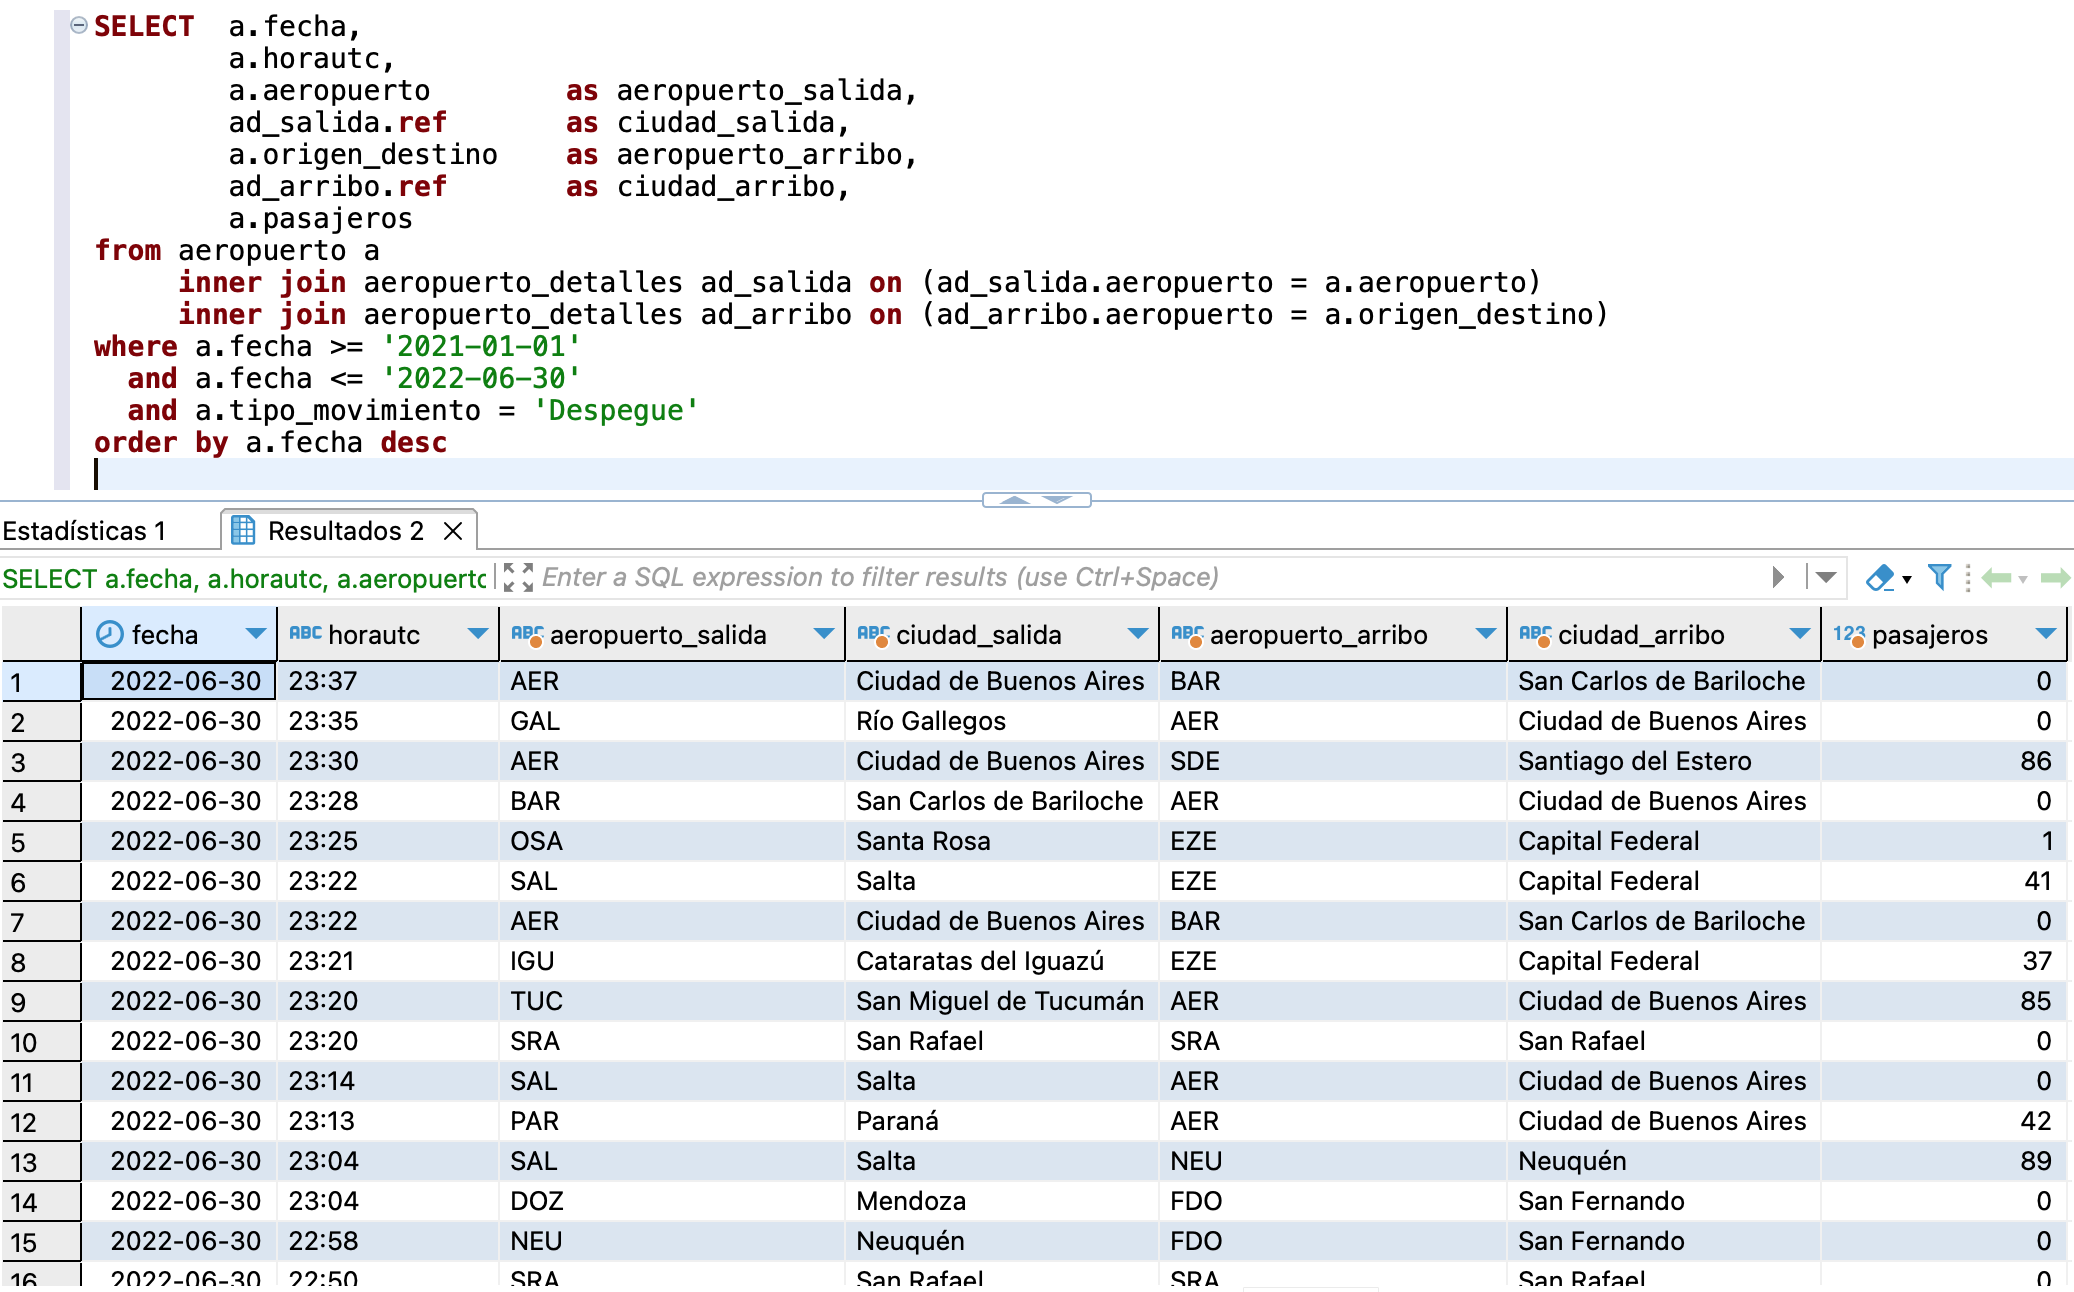 SELECT a.fecha,
a.horautc,
a.aeropuerto as aeropuerto_salida,
ad_salida.ref as ciudad_salida,
a.origen_destino as aeropuerto_arribo,
ad_arribo.ref as ciudad_arribo,
a.pasajeros
from aeropuerto a
inner join aeropuerto_detalles ad_salida on (ad_salida.aeropuerto = a.aeropuerto)
inner join aeropuerto_detalles ad_arribo on (ad_arribo.aeropuerto = a.origen_destino)
where a.fecha >= '2021-01-01'
and a.fecha <= '2022-06-30'
and a.tipo_movimiento = 'Despegue'
order by a.fecha desc
Estadísticas 1 Resultados 2
SELECT a.fecha, a.horautc, a.aeropuerto Enter a SQL expression to filter results (use Ctrl+Space)
fecha ABC horautc ABC aeropuerto_salida ABC ciudad_salida ABC aeropuerto_arribo ABC ciudad_arribo 123 pasajeros
1 2022-06-30 23:37 AER Ciudad de Buenos Aires BAR San Carlos de Bariloche 0
2 2022-06-30 23:35 GAL Río Gallegos AER Ciudad de Buenos Aires 0
3 2022-06-30 23:30 AER Ciudad de Buenos Aires SDE Santiago del Estero 86
4 2022-06-30 23:28 BAR San Carlos de Bariloche AER Ciudad de Buenos Aires 0
5 2022-06-30 23:25 OSA Santa Rosa EZE Capital Federal 1
6 2022-06-30 23:22 SAL Salta EZE Capital Federal 41
7 2022-06-30 23:22 AER Ciudad de Buenos Aires BAR San Carlos de Bariloche 0
8 2022-06-30 23:21 IGU Cataratas del Iguazú EZE Capital Federal 37
9 2022-06-30 23:20 TUC San Miguel de Tucumán AER Ciudad de Buenos Aires 85
10 2022-06-30 23:20 SRA San Rafael SRA San Rafael 0
11 2022-06-30 23:14 SAL Salta AER Ciudad de Buenos Aires 0
12 2022-06-30 23:13 PAR Paraná AER Ciudad de Buenos Aires 42
13 2022-06-30 23:04 SAL Salta NEU Neuquén 89
14 2022-06-30 23:04 DOZ Mendoza FDO San Fernando 0
15 2022-06-30 22:58 NEU Neuquén FDO San Fernando 0
16 2022-06-30 22:50 SRA San Rafael SRA San Rafael 0